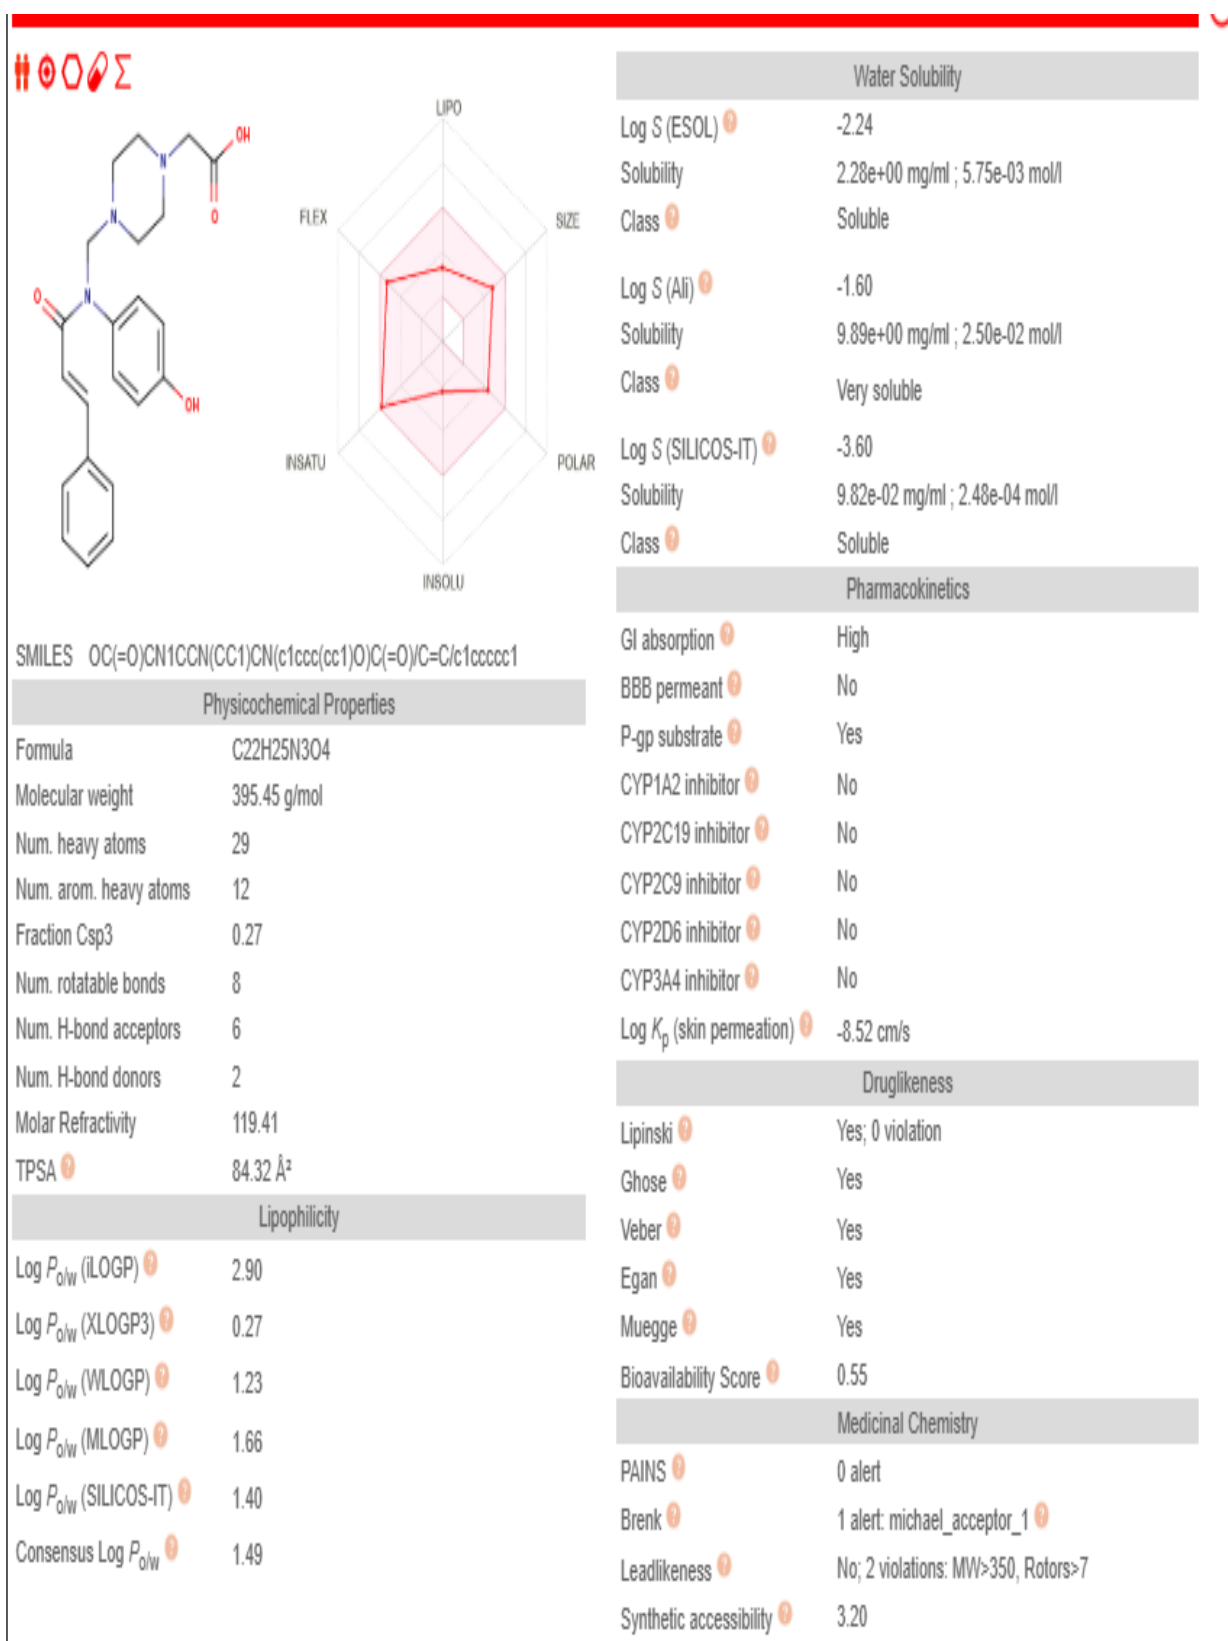 OH
N
O
N
N
O
OH
LIPO
FLEX
SIZE
INSATU
POLAR
INSOLU
SMILES OC(=O)CN1CCN(CC1)CN(c1ccc(cc1)O)C(=O)/C=C/c1ccccc1
Physicochemical Properties
Formula C22H25N3O4
Molecular weight 395.45 g/mol
Num. heavy atoms 29
Num. arom. heavy atoms 12
Fraction Csp3 0.27
Num. rotatable bonds 8
Num. H-bond acceptors 6
Num. H-bond donors 2
Molar Refractivity 119.41
TPSA ? 84.32 Å²
Lipophilicity
Log Po/w (iLOGP) ? 2.90
Log Po/w (XLOGP3) ? 0.27
Log Po/w (WLOGP) ? 1.23
Log Po/w (MLOGP) ? 1.66
Log Po/w (SILICOS-IT) ? 1.40
Consensus Log Po/w ? 1.49
Water Solubility
Log S (ESOL) ? -2.24
Solubility 2.28e+00 mg/ml ; 5.75e-03 mol/l
Class ? Soluble
Log S (Ali) ? -1.60
Solubility 9.89e+00 mg/ml ; 2.50e-02 mol/l
Class ? Very soluble
Log S (SILICOS-IT) ? -3.60
Solubility 9.82e-02 mg/ml ; 2.48e-04 mol/l
Class ? Soluble
Pharmacokinetics
GI absorption ? High
BBB permeant ? No
P-gp substrate ? Yes
CYP1A2 inhibitor ? No
CYP2C19 inhibitor ? No
CYP2C9 inhibitor ? No
CYP2D6 inhibitor ? No
CYP3A4 inhibitor ? No
Log Kp (skin permeation) ? -8.52 cm/s
Druglikeness
Lipinski ? Yes; 0 violation
Ghose ? Yes
Veber ? Yes
Egan ? Yes
Muegge ? Yes
Bioavailability Score ? 0.55
Medicinal Chemistry
PAINS ? 0 alert
Brenk ? 1 alert: michael_acceptor_1 ?
Leadlikeness ? No; 2 violations: MW>350, Rotors>7
Synthetic accessibility ? 3.20